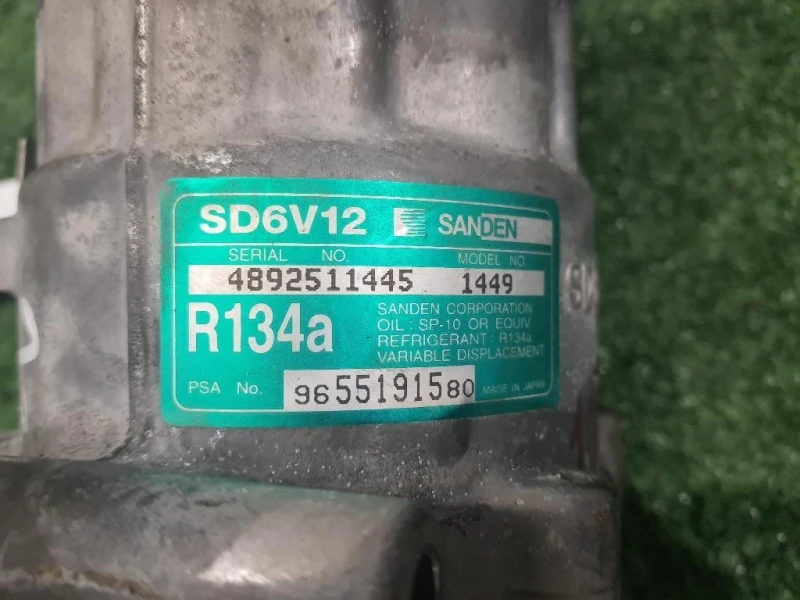 SD6V12 SANDEN
SERIAL NO. MODEL NO.
4892511445 1449
R134a
SANDEN CORPORATION
OIL : SP-10 OR EQUIV.
REFRIGERANT : R134a
VARIABLE DISPLACEMENT
PSA No. 9655191580 MADE IN JAPAN